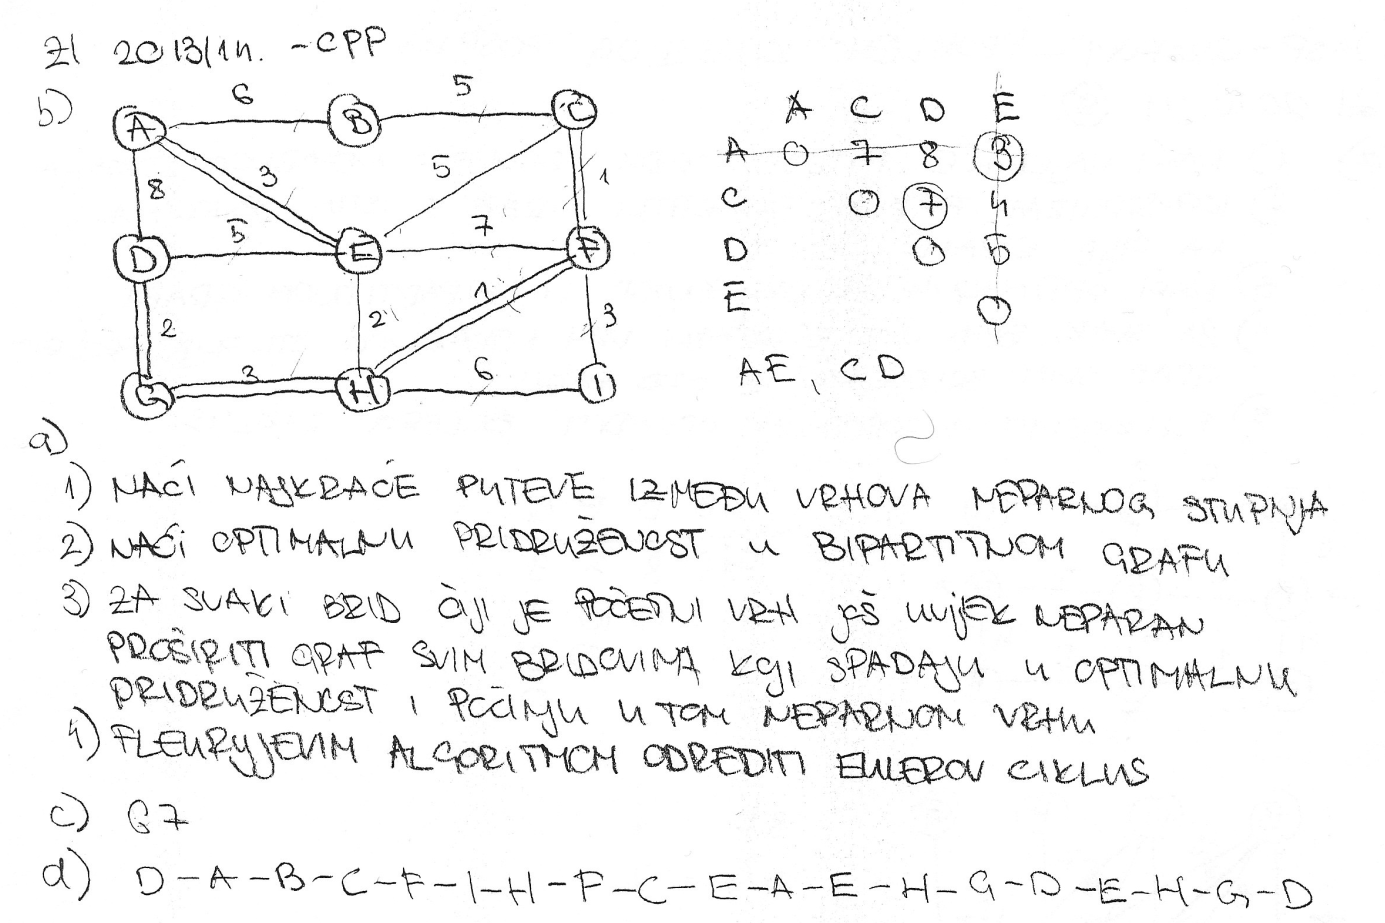 ZI 2013/14. - CPP
b)
A 6 B 5 C
8 3 5 1
D 5 E 7 F
2 2 1 3
G 3 H 6 I
A C D E
A 0 7 8 3
C 0 7 4
D 0 5
E 0
AE, CD
a)
1) NAĆI NAJKRAĆE PUTEVE IZMEĐU VRHOVA NEPARNOG STUPNJA
2) NAĆI OPTIMALNU PRIDRUŽENOST U BIPARTITNOM GRAFU
3) ZA SVAKI BRID ČIJI JE POČETNI VRH JOŠ UVIJEK NEPARAN
PROŠIRITI GRAF SVIM BRIDOVIMA KOJI SPADAJU U OPTIMALNU
PRIDRUŽENOST I POČINJU U TOM NEPARNOM VRHU
4) FLEURYJEVIM ALGORITMOM ODREDITI EULEROV CIKLUS
c) 67
d) D-A-B-C-F-I-H-F-C-E-A-E-H-G-D-E-H-G-D